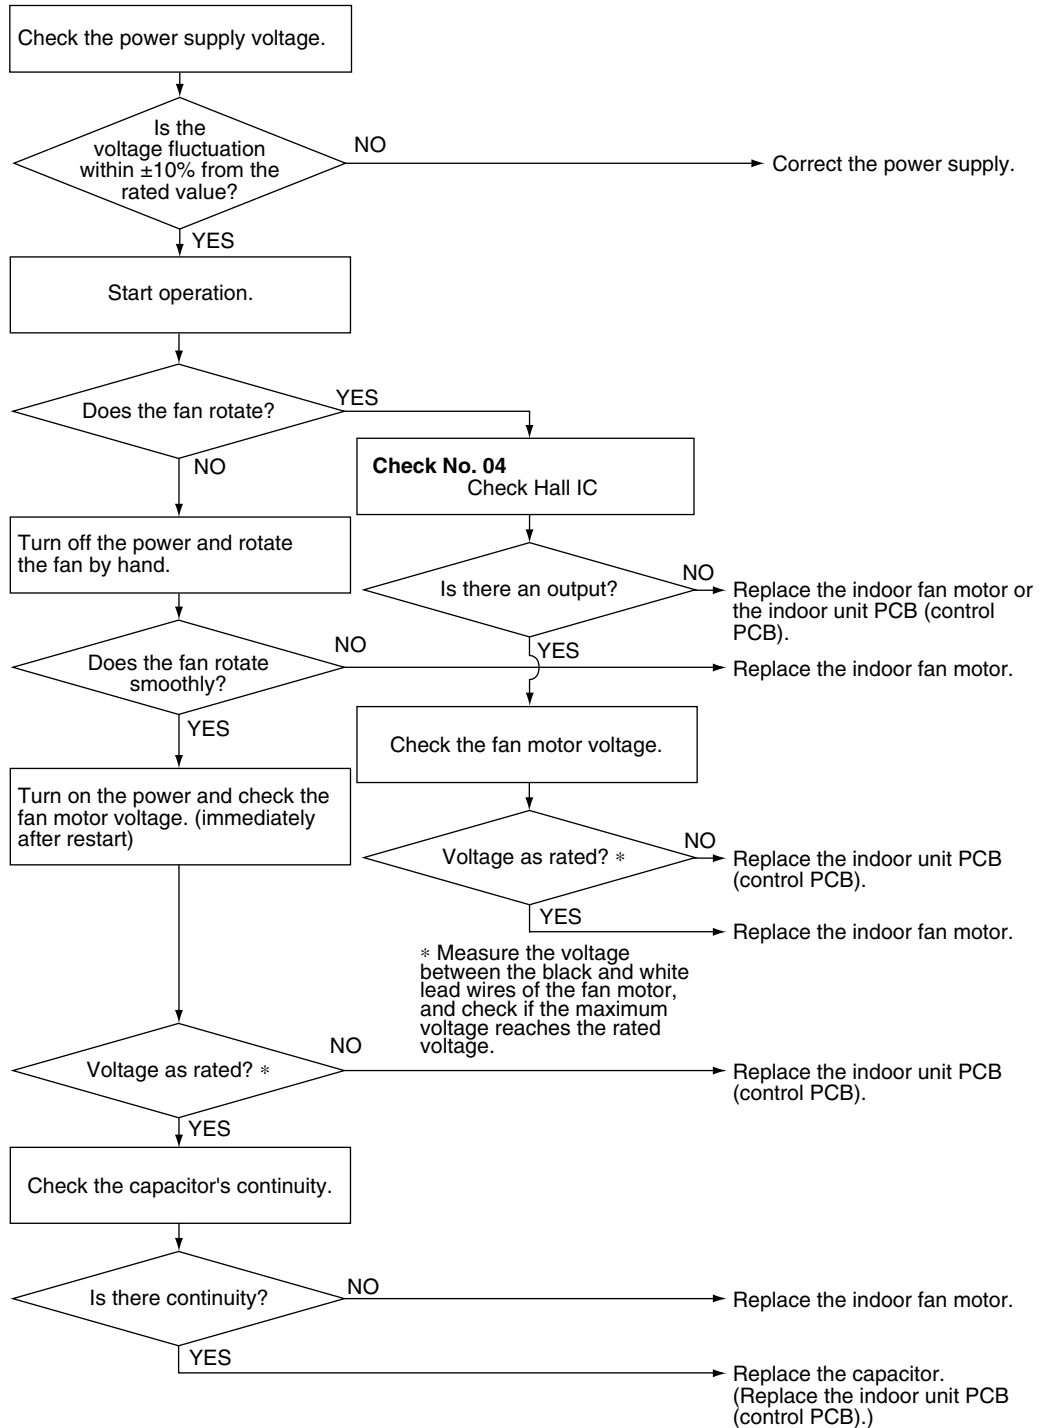 Check the power supply voltage.
Is the
voltage fluctuation
within ±10% from the
rated value?
NO
Correct the power supply.
YES
Start operation.
Does the fan rotate?
YES
NO
Check No. 04
Check Hall IC
Turn off the power and rotate
the fan by hand.
Is there an output?
NO
Replace the indoor fan motor or
the indoor unit PCB (control
PCB).
YES
Does the fan rotate
smoothly?
NO
Replace the indoor fan motor.
YES
Check the fan motor voltage.
Turn on the power and check the
fan motor voltage. (immediately
after restart)
Voltage as rated? *
NO
Replace the indoor unit PCB
(control PCB).
YES
Replace the indoor fan motor.
* Measure the voltage
between the black and white
lead wires of the fan motor,
and check if the maximum
voltage reaches the rated
voltage.
Voltage as rated? *
NO
Replace the indoor unit PCB
(control PCB).
YES
Check the capacitor's continuity.
Is there continuity?
NO
Replace the indoor fan motor.
YES
Replace the capacitor.
(Replace the indoor unit PCB
(control PCB).)